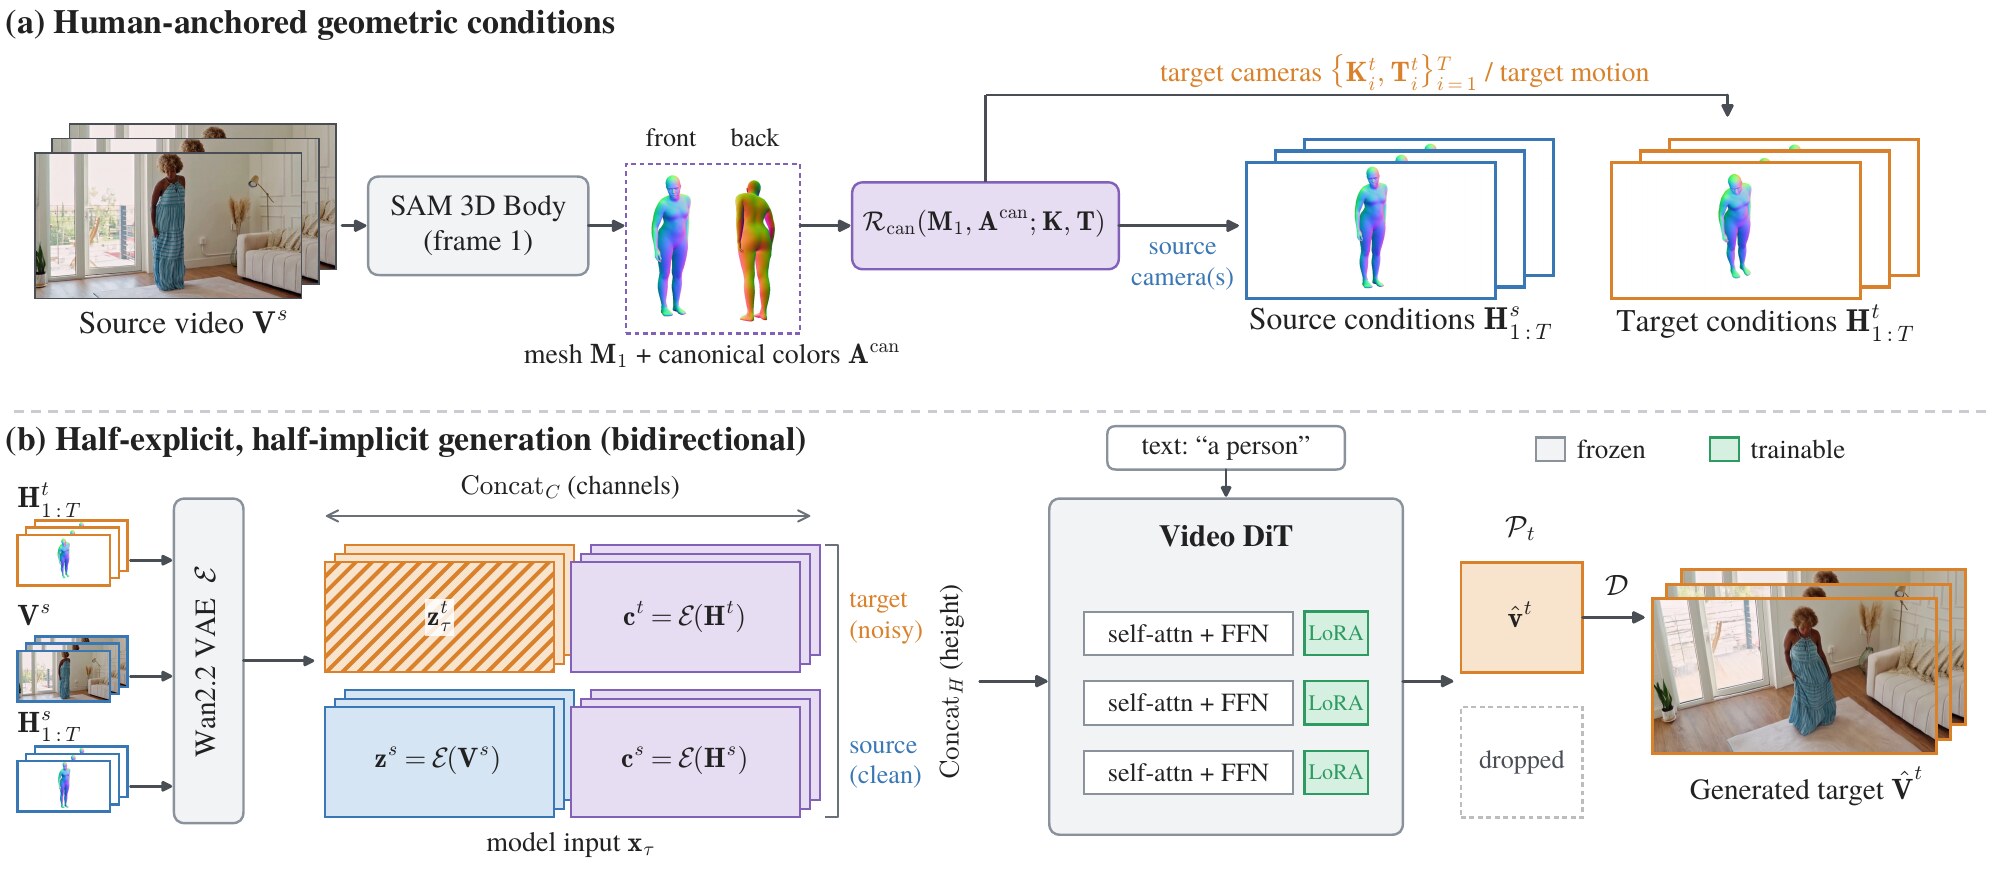 (a) Human-anchored geometric conditions
target cameras {K_i^t, T_i^t}_{i=1}^T / target motion
front back
SAM 3D Body
(frame 1)
R_can(M_1, A^can; K, T)
source
camera(s)
Source video V^s
mesh M_1 + canonical colors A^can
Source conditions H^s_{1:T}
Target conditions H^t_{1:T}
(b) Half-explicit, half-implicit generation (bidirectional)
text: “a person”
frozen
trainable
H^t_{1:T}
V^s
H^s_{1:T}
Wan2.2 VAE ℰ
Concat_C (channels)
z^t_τ
c^t = ℰ(H^t)
target
(noisy)
z^s = ℰ(V^s)
c^s = ℰ(H^s)
source
(clean)
model input x_τ
Concat_H (height)
Video DiT
self-attn + FFN LoRA
self-attn + FFN LoRA
self-attn + FFN LoRA
𝒫_t
v̂^t
dropped
𝒟
Generated target V̂^t